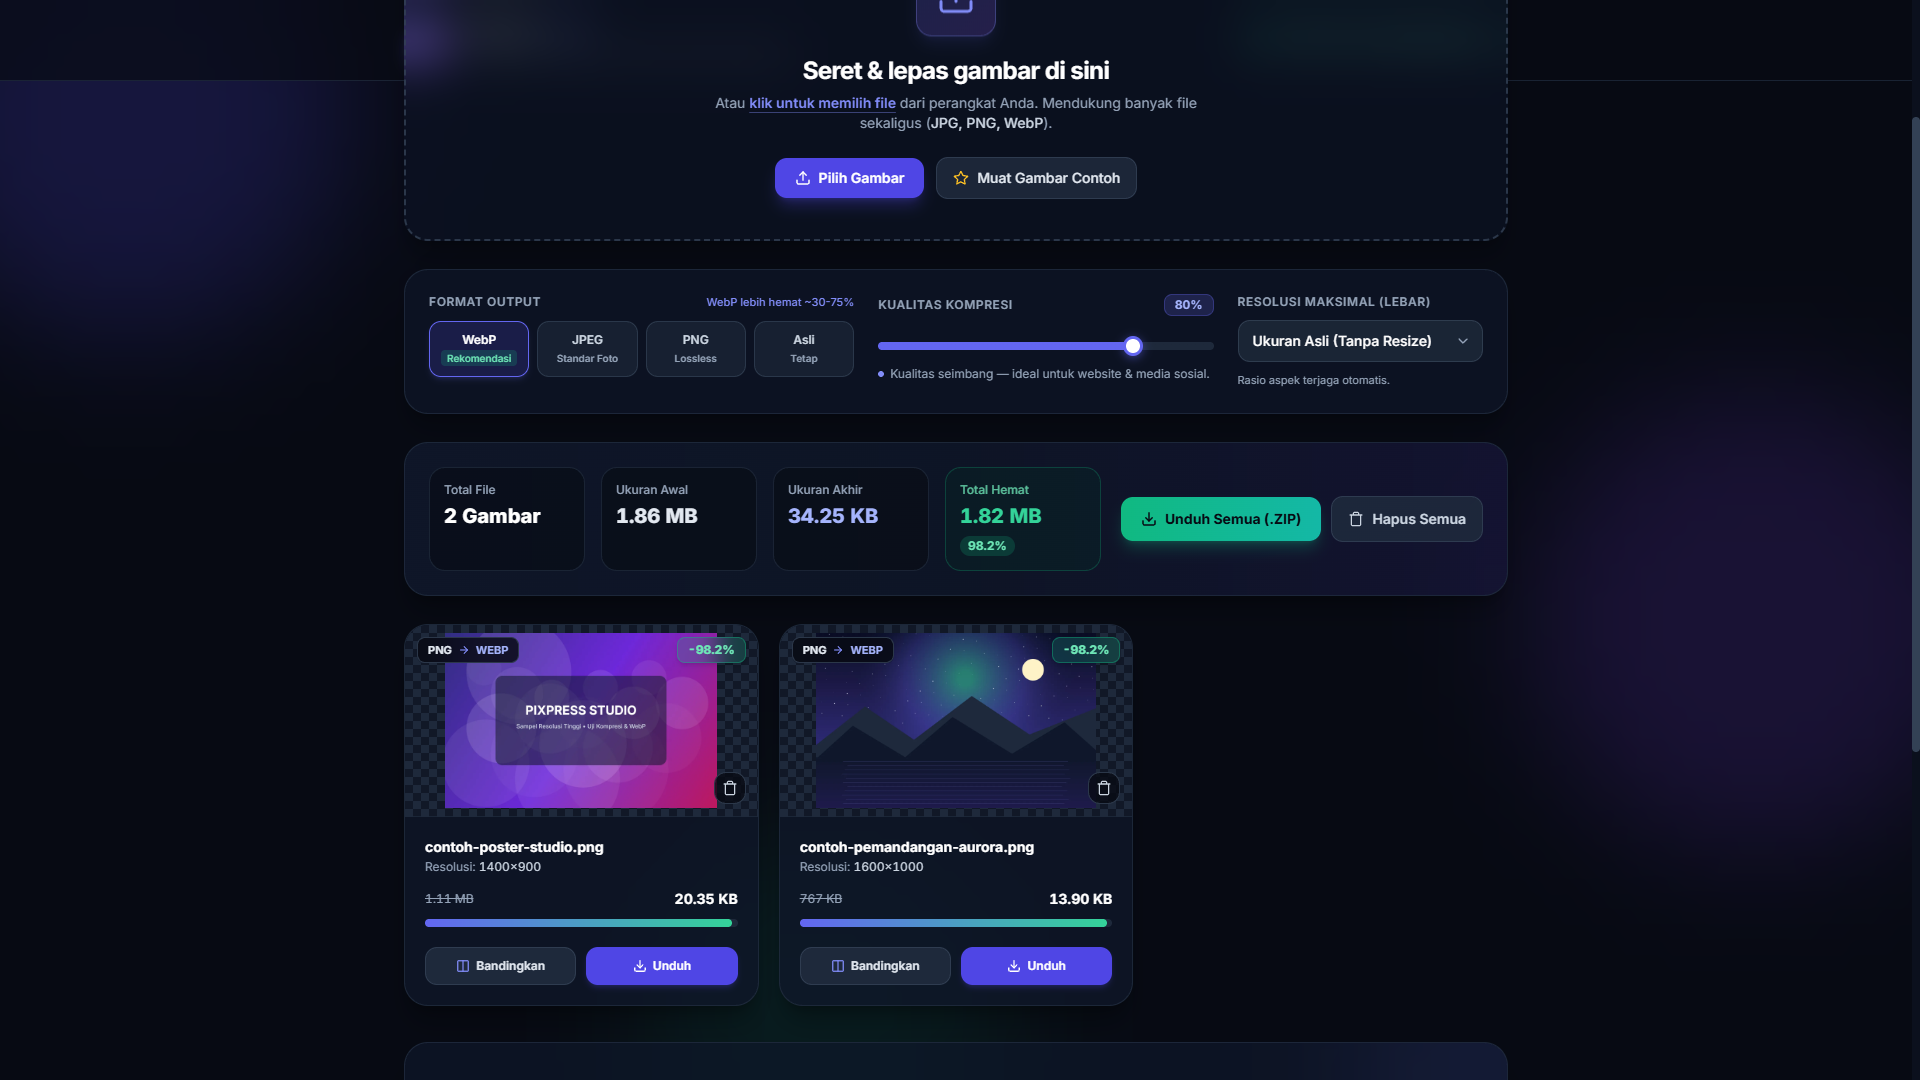 Seret & lepas gambar di sini
Atau klik untuk memilih file dari perangkat Anda. Mendukung banyak file
sekaligus (JPG, PNG, WebP).
Pilih Gambar
Muat Gambar Contoh
FORMAT OUTPUT
WebP lebih hemat ~30-75%
WebP
Rekomendasi
JPEG
Standar Foto
PNG
Lossless
Asli
Tetap
KUALITAS KOMPRESI
80%
Kualitas seimbang — ideal untuk website & media sosial.
RESOLUSI MAKSIMAL (LEBAR)
Ukuran Asli (Tanpa Resize)
Rasio aspek terjaga otomatis.
Total File
2 Gambar
Ukuran Awal
1.86 MB
Ukuran Akhir
34.25 KB
Total Hemat
1.82 MB
98.2%
Unduh Semua (.ZIP)
Hapus Semua
PNG → WEBP
-98.2%
PIXPRESS STUDIO
Sampel Resolusi Tinggi • Uji Kompresi & WebP
contoh-poster-studio.png
Resolusi: 1400×900
1.11 MB
20.35 KB
Bandingkan
Unduh
PNG → WEBP
-98.2%
contoh-pemandangan-aurora.png
Resolusi: 1600×1000
767 KB
13.90 KB
Bandingkan
Unduh